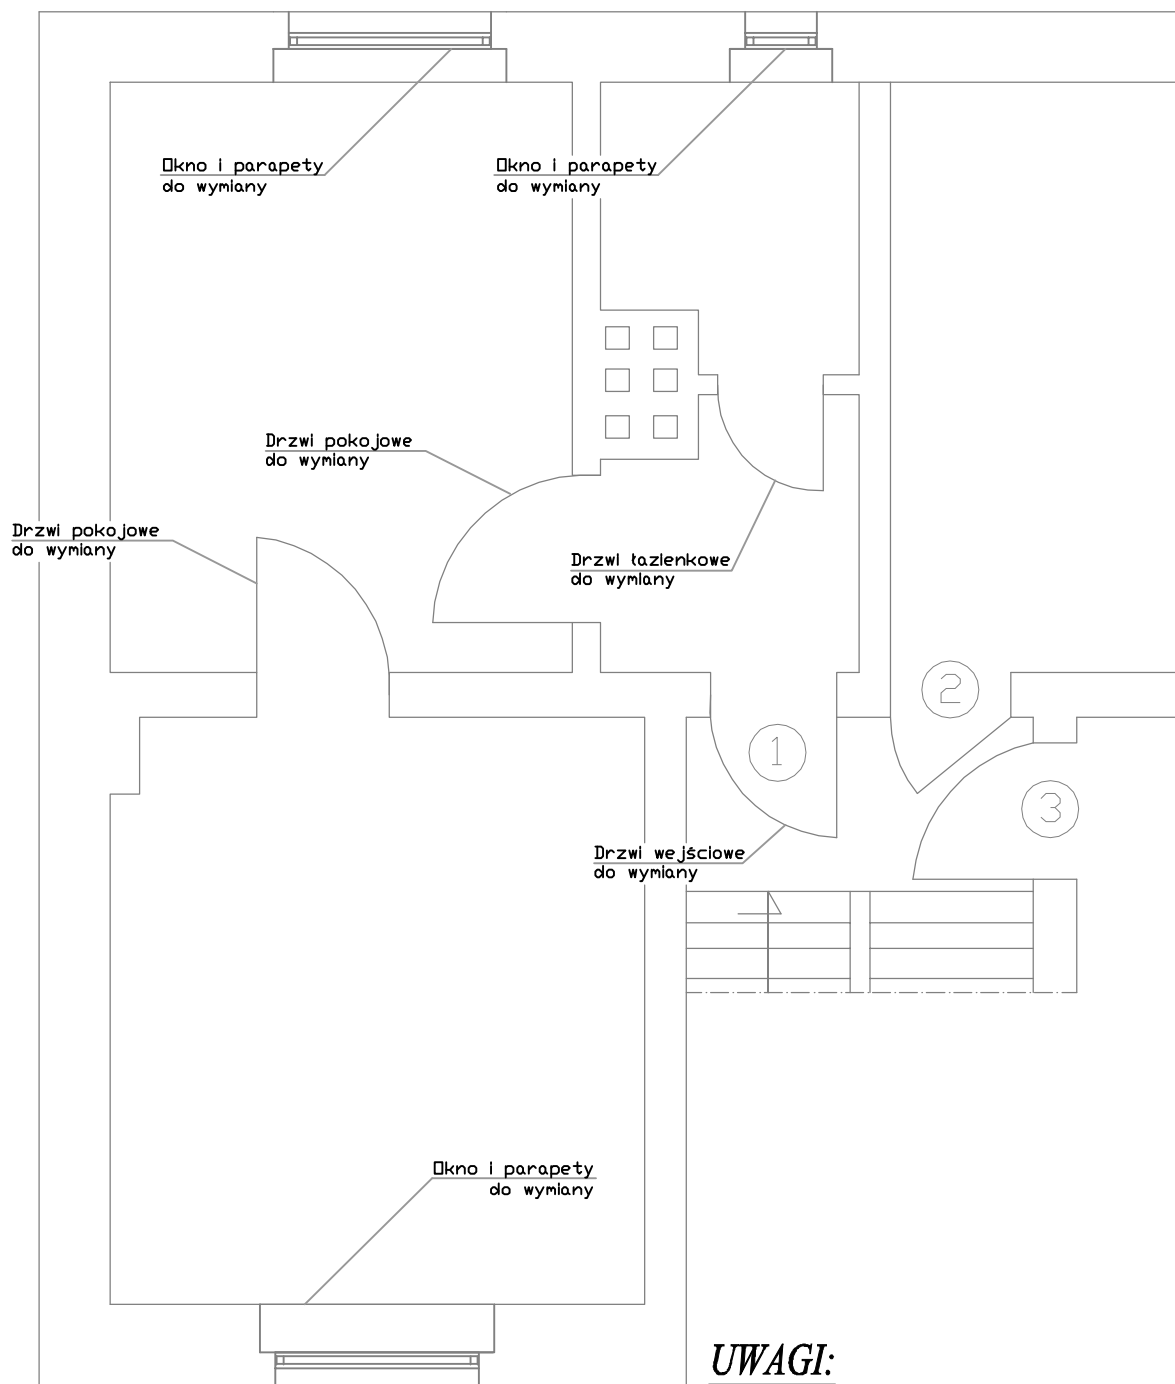 Okno i parapety
do wymiany
Okno i parapety
do wymiany
Drzwi pokojowe
do wymiany
Drzwi pokojowe
do wymiany
Drzwi łazienkowe
do wymiany
2
1
3
Drzwi wejściowe
do wymiany
Okno i parapety
do wymiany
UWAGI: